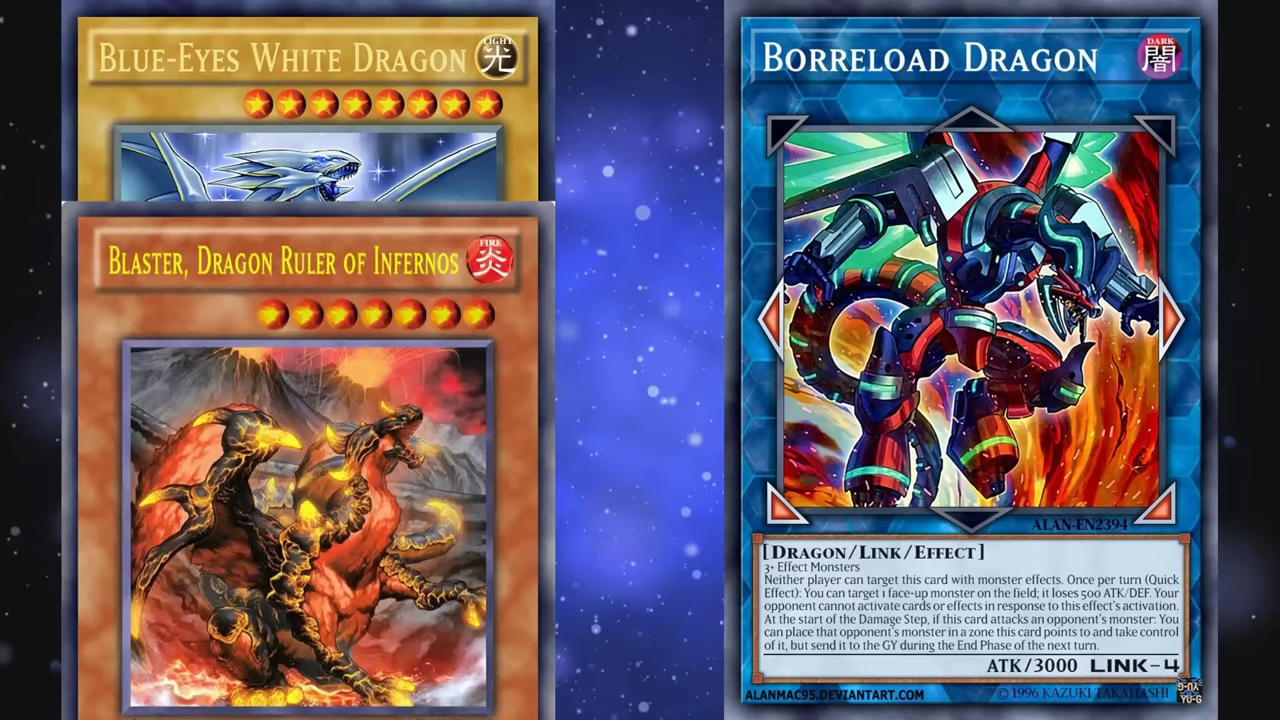 BLUE-EYES WHITE DRAGON
LIGHT
光
BLASTER, DRAGON RULER OF INFERNOS
FIRE
炎
BORRELOAD DRAGON
DARK
闇
ALAN-EN2394
[DRAGON/LINK/EFFECT]
3+ Effect Monsters
Neither player can target this card with monster effects. Once per turn (Quick
Effect): You can target 1 face-up monster on the field; it loses 500 ATK/DEF. Your
opponent cannot activate cards or effects in response to this effect's activation.
At the start of the Damage Step, if this card attacks an opponent's monster: You
can place that opponent's monster in a zone this card points to and take control
of it, but send it to the GY during the End Phase of the next turn.
ATK/3000 LINK-4
ALANMAC95.DEVIANTART.COM
© 1996 KAZUKI TAKAHASHI